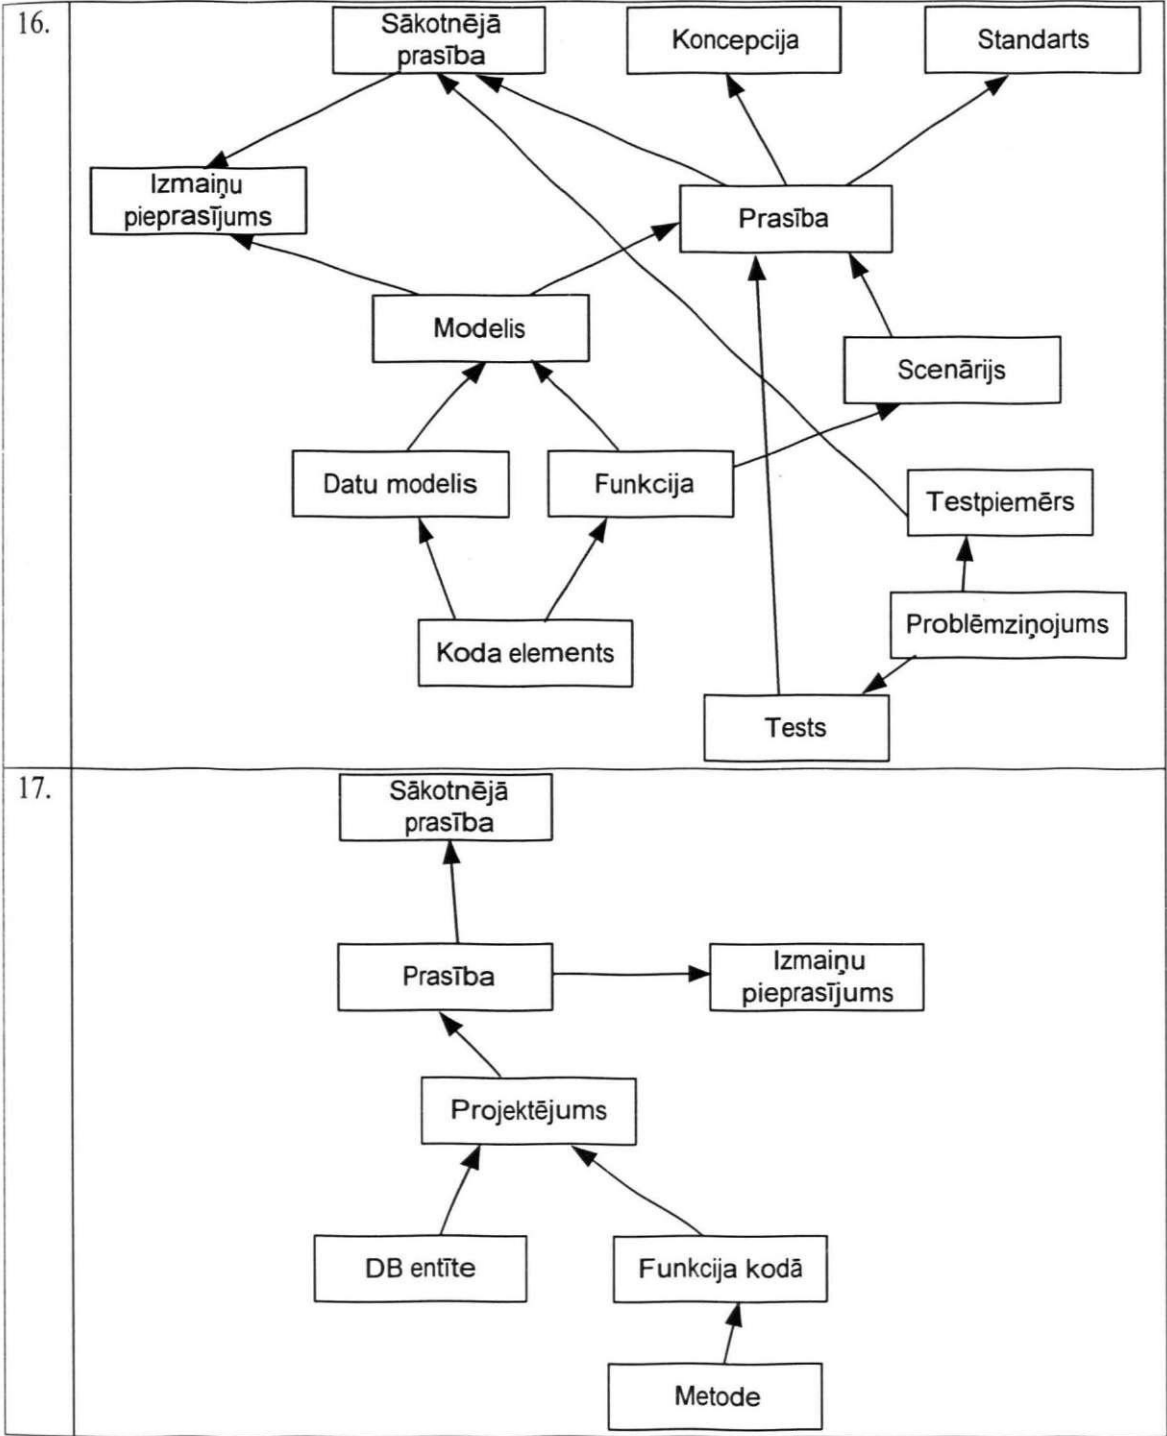 16.
Sākotnējā
prasība
Koncepcija
Standarts
Izmaiņu
pieprasījums
Prasība
Modelis
Scenārijs
Datu modelis
Funkcija
Testpiemērs
Problēmziņojums
Koda elements
Tests
17.
Sākotnējā
prasība
Prasība
Izmaiņu
pieprasījums
Projektējums
DB entīte
Funkcija kodā
Metode